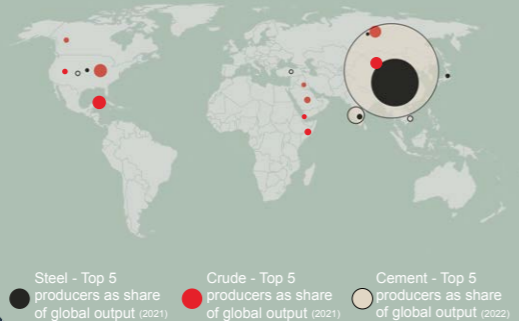 Steel - Top 5
producers as share
of global output (2021)
Crude - Top 5
producers as share
of global output (2021)
Cement - Top 5
producers as share
of global output (2022)